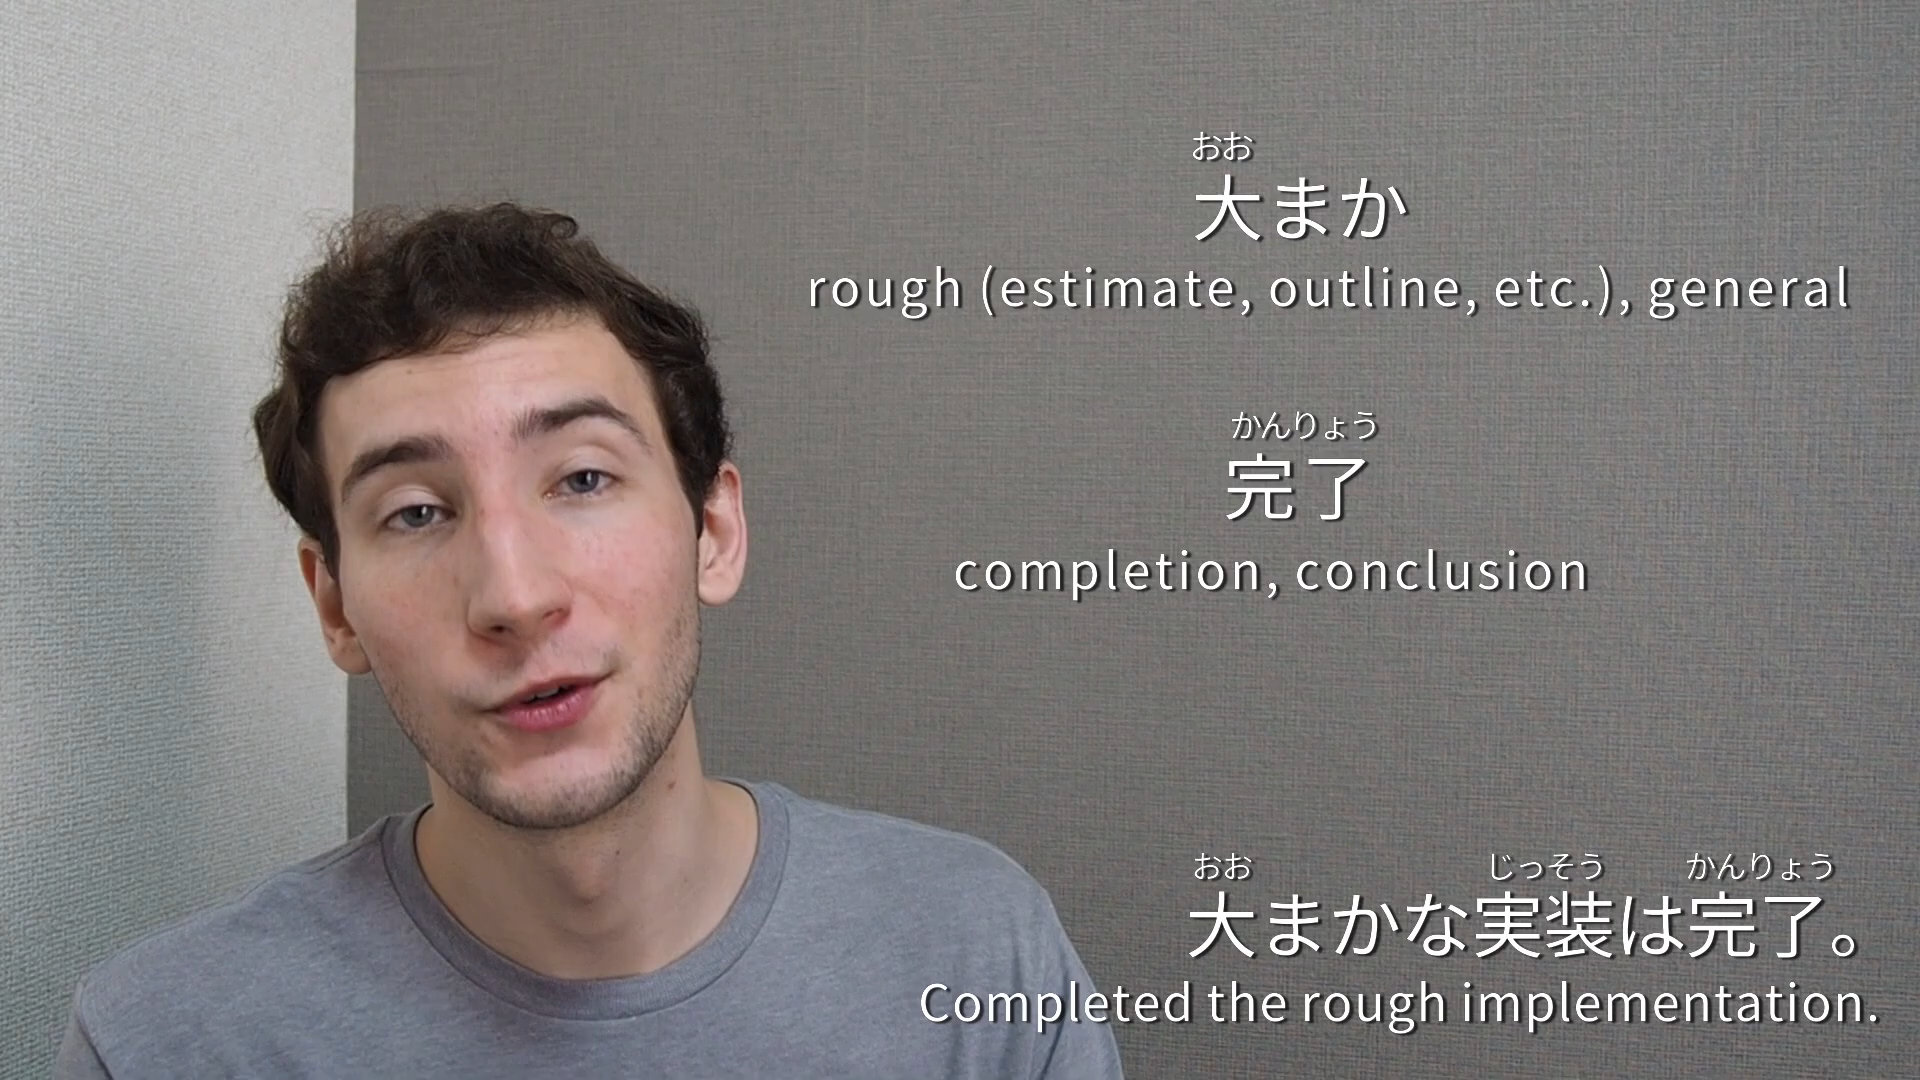 おお
大まか
rough (estimate, outline, etc.), general
かんりょう
完了
completion, conclusion
おお じっそう かんりょう
大まかな実装は完了。
Completed the rough implementation.